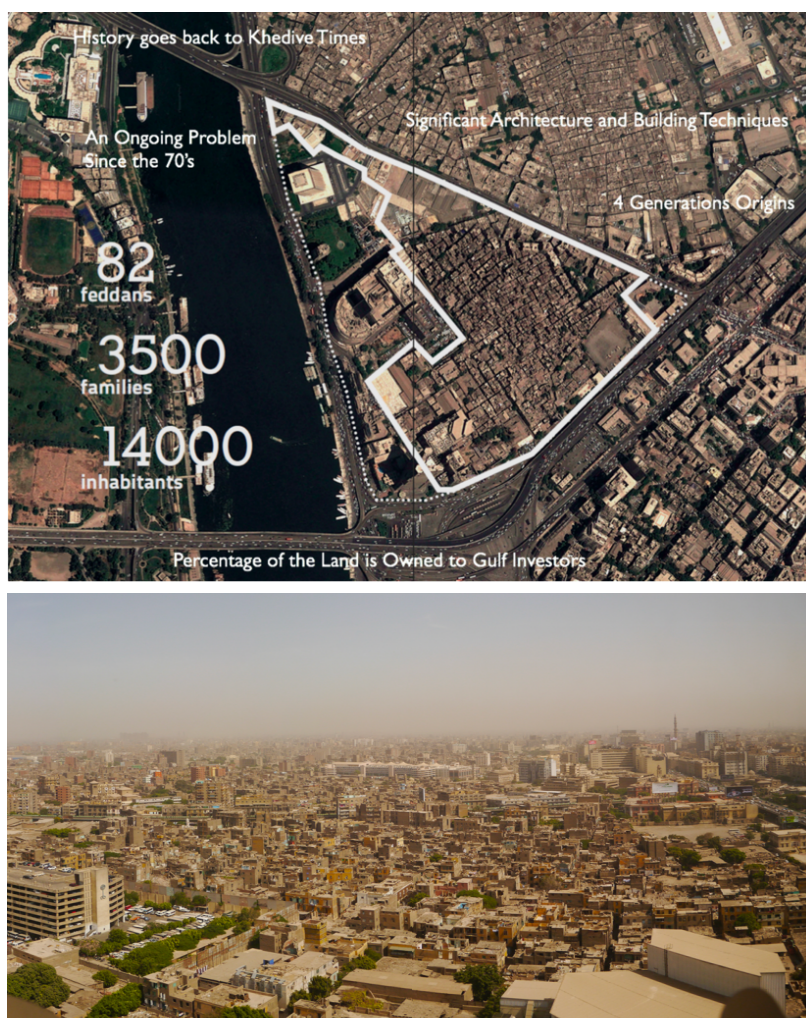 History goes back to Khedive Times
Significant Architecture and Building Techniques
An Ongoing Problem
Since the 70's
4 Generations Origins
82
feddans
3500
families
14000
inhabitants
Percentage of the Land is Owned to Gulf Investors